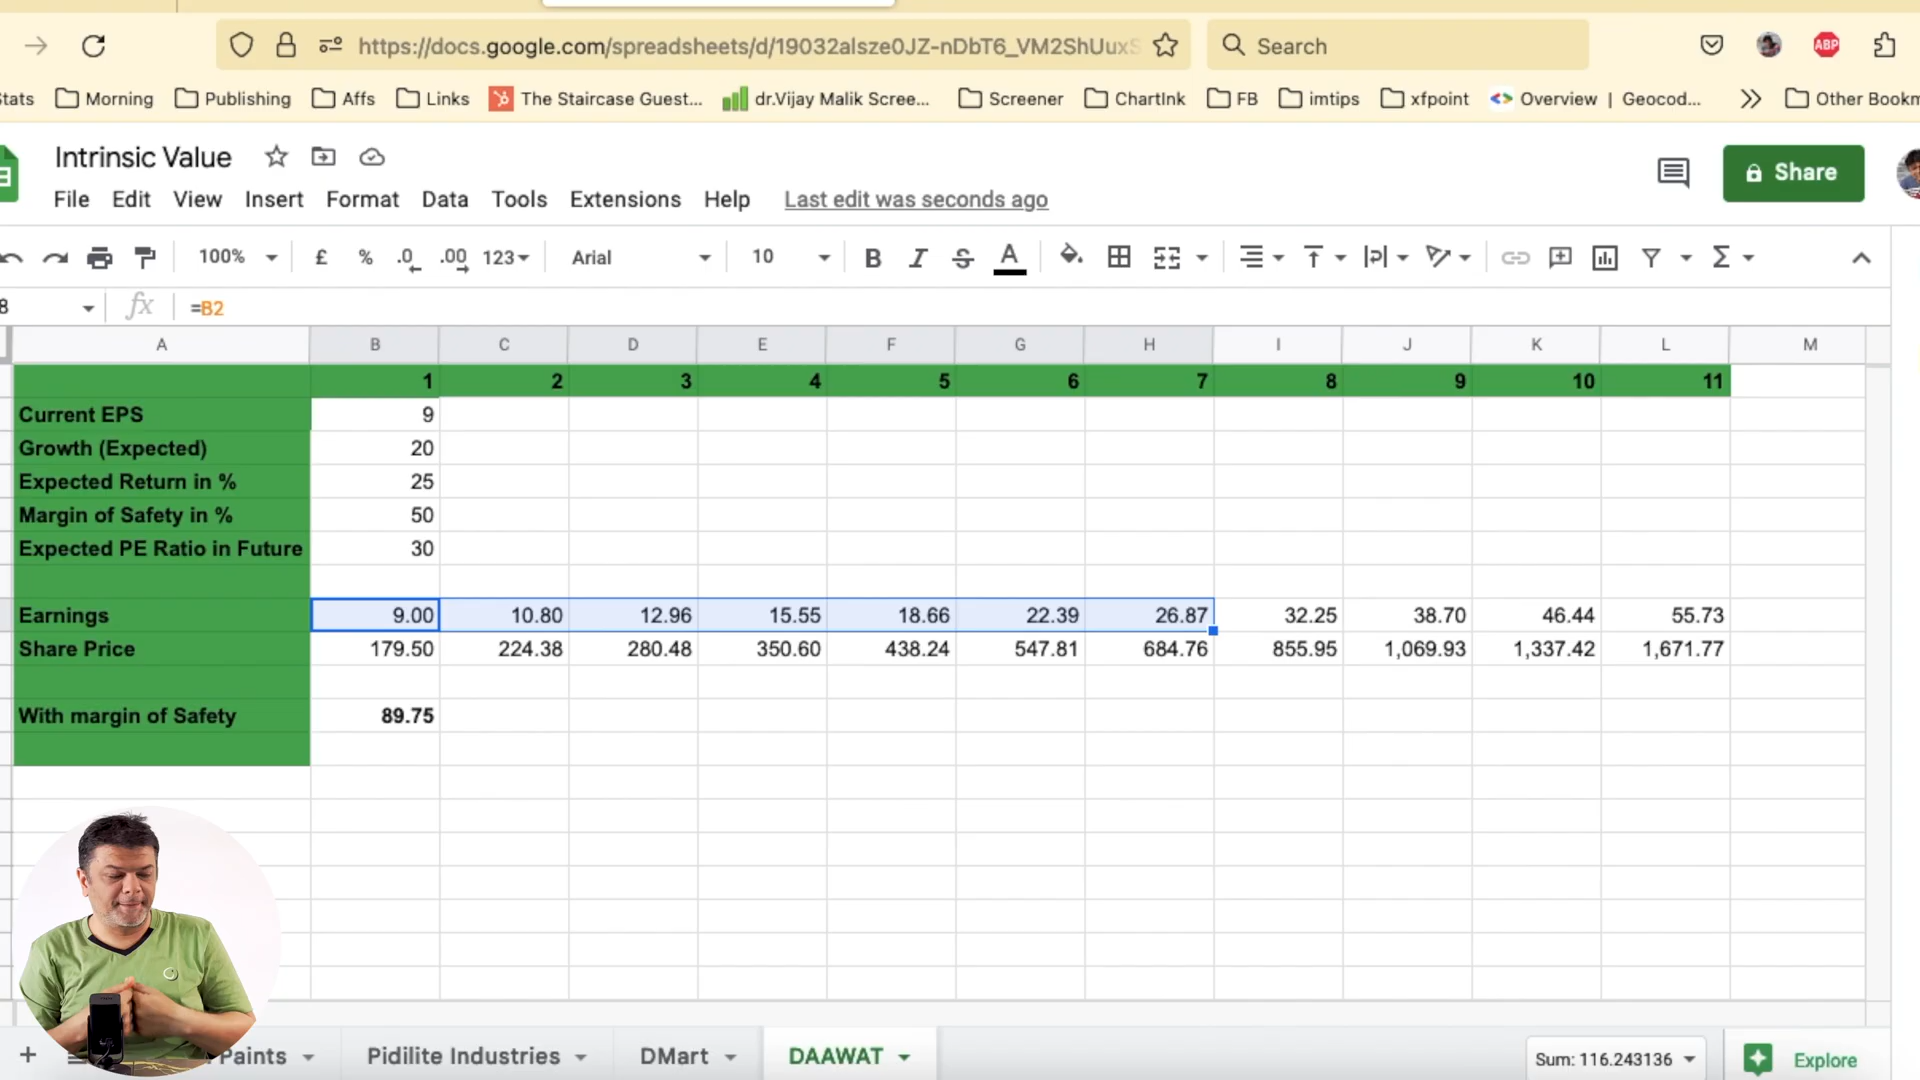 https://docs.google.com/spreadsheets/d/19032alsze0JZ-nDbT6_VM2ShUuxS
Search
ABP
tats
Morning
Publishing
Affs
Links
The Staircase Guest...
dr.Vijay Malik Scree...
Screener
ChartInk
FB
imtips
xfpoint
Overview | Geocod...
Other Bookm
Intrinsic Value
Share
File Edit View Insert Format Data Tools Extensions Help Last edit was seconds ago
100% £ % .0 .00 123 Arial 10 B I S A Σ
8 fx =B2
A B C D E F G H I J K L M
1 2 3 4 5 6 7 8 9 10 11
Current EPS 9
Growth (Expected) 20
Expected Return in % 25
Margin of Safety in % 50
Expected PE Ratio in Future 30
Earnings 9.00 10.80 12.96 15.55 18.66 22.39 26.87 32.25 38.70 46.44 55.73
Share Price 179.50 224.38 280.48 350.60 438.24 547.81 684.76 855.95 1,069.93 1,337.42 1,671.77
With margin of Safety 89.75
+ Paints Pidilite Industries DMart DAAWAT Sum: 116.243136 Explore